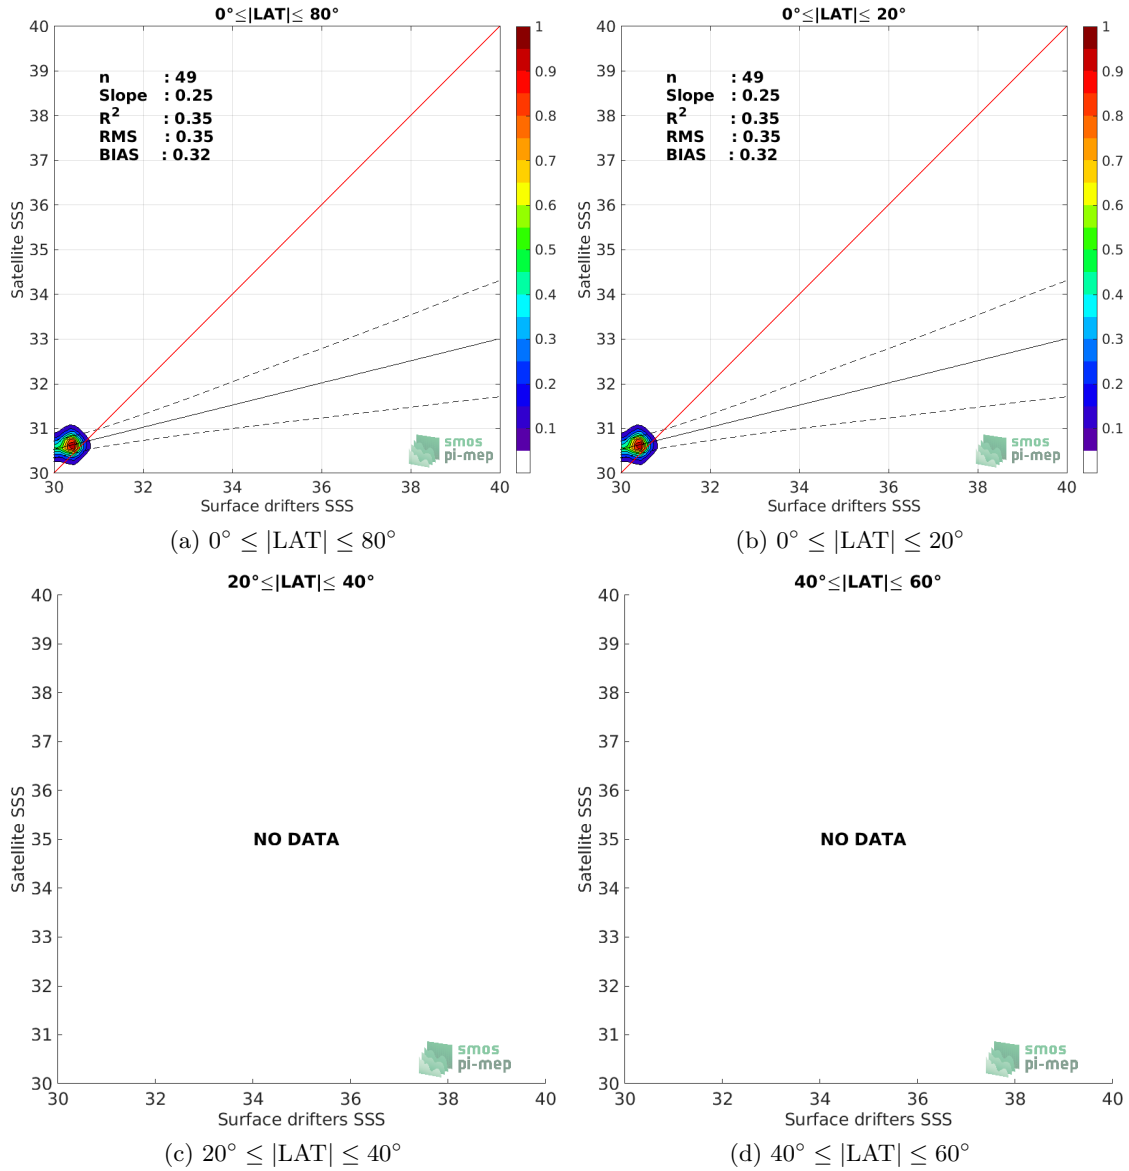 0°≤|LAT|≤ 80°
n : 49
Slope : 0.25
R2 : 0.35
RMS : 0.35
BIAS : 0.32
40
39
38
37
36
35
34
33
32
31
30
Satellite SSS
30 32 34 36 38 40
Surface drifters SSS
1
0.9
0.8
0.7
0.6
0.5
0.4
0.3
0.2
0.1
smos
pi-mep
(a) 0° ≤ |LAT| ≤ 80°
0°≤|LAT|≤ 20°
n : 49
Slope : 0.25
R2 : 0.35
RMS : 0.35
BIAS : 0.32
40
39
38
37
36
35
34
33
32
31
30
Satellite SSS
30 32 34 36 38 40
Surface drifters SSS
1
0.9
0.8
0.7
0.6
0.5
0.4
0.3
0.2
0.1
smos
pi-mep
(b) 0° ≤ |LAT| ≤ 20°
20°≤|LAT|≤ 40°
40
39
38
37
36
35
34
33
32
31
30
Satellite SSS
NO DATA
smos
pi-mep
30 32 34 36 38 40
Surface drifters SSS
(c) 20° ≤ |LAT| ≤ 40°
40°≤|LAT|≤ 60°
40
39
38
37
36
35
34
33
32
31
30
Satellite SSS
NO DATA
smos
pi-mep
30 32 34 36 38 40
Surface drifters SSS
(d) 40° ≤ |LAT| ≤ 60°